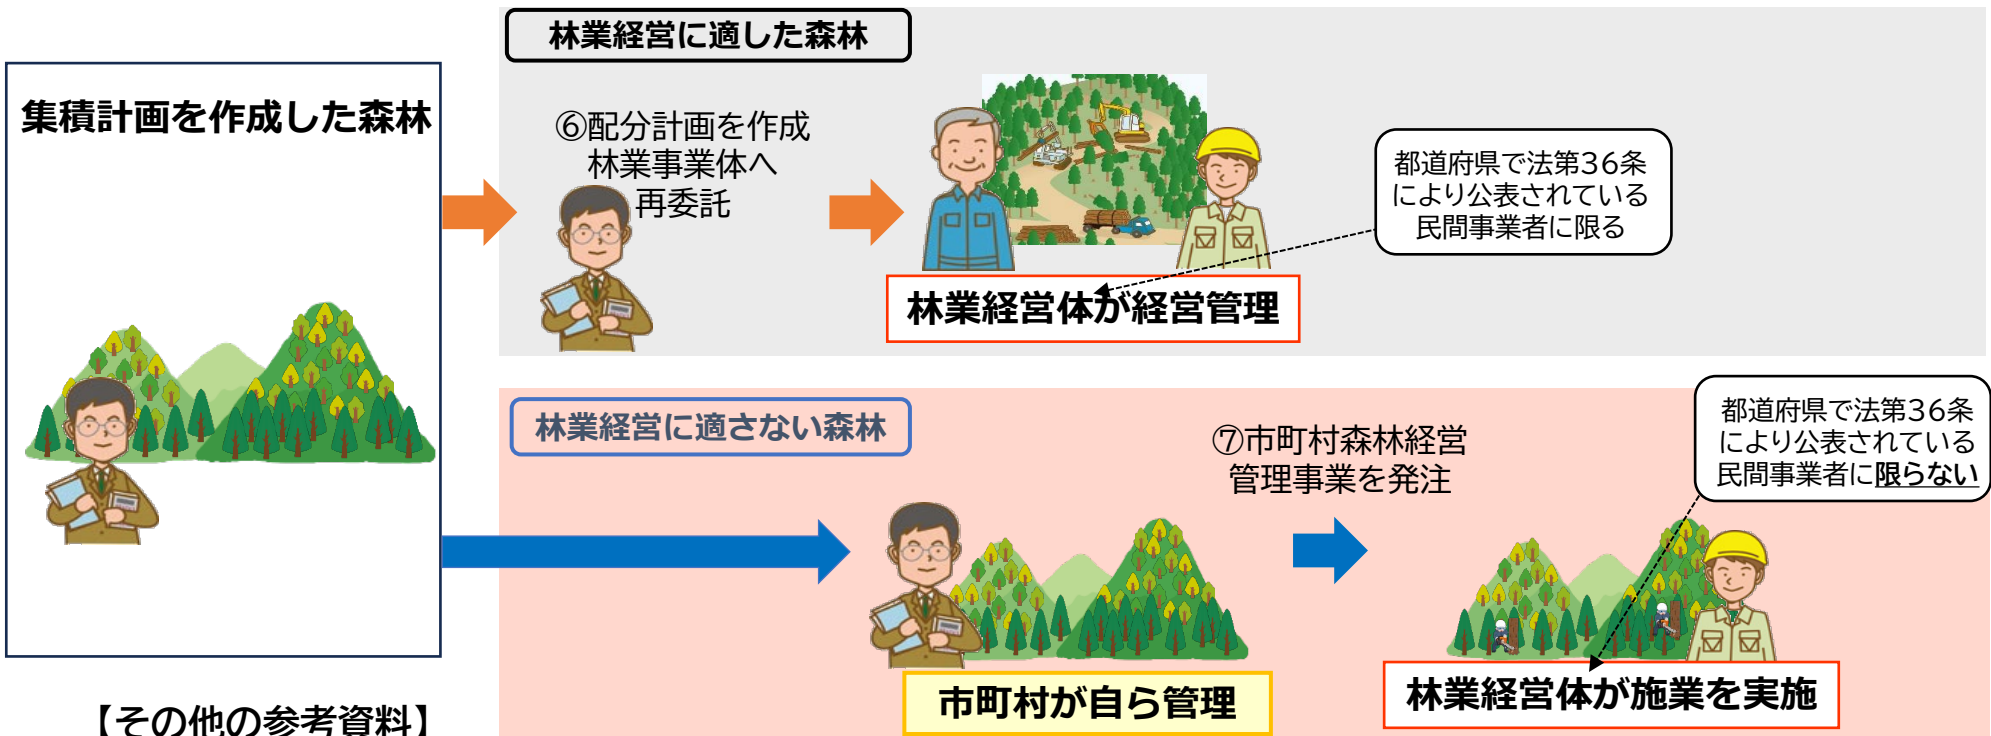 集積計画を作成した森林
林業経営に適した森林
⑥配分計画を作成
林業事業体へ
再委託
都道府県で法第36条
により公表されている
民間事業者に限る
林業経営体が経営管理
林業経営に適さない森林
⑦市町村森林経営
管理事業を発注
都道府県で法第36条
により公表されている
民間事業者に限らない
市町村が自ら管理
林業経営体が施業を実施
【その他の参考資料】